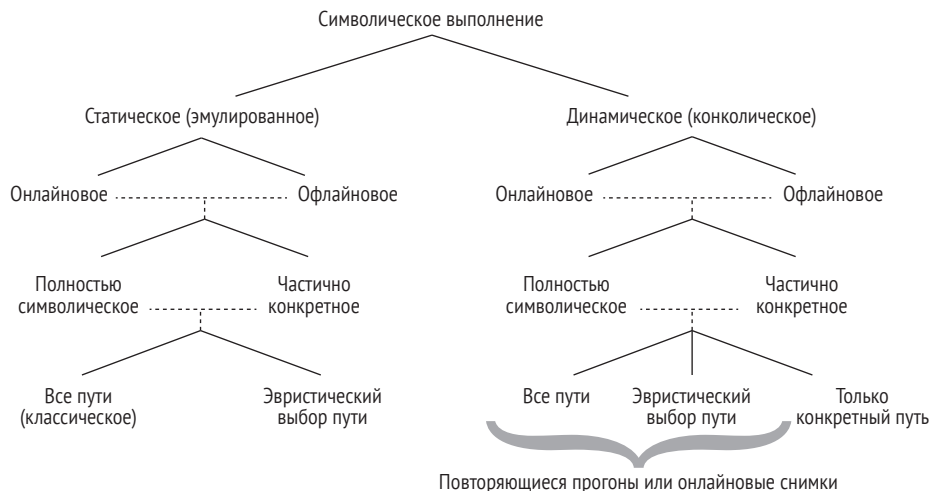 Символическое выполнение
Статическое (эмулированное)
Динамическое (конколическое)
Онлайновое
Офлайновое
Онлайновое
Офлайновое
Полностью
символическое
Частично
конкретное
Полностью
символическое
Частично
конкретное
Все пути
(классическое)
Эвристический
выбор пути
Все пути
Эвристический
выбор пути
Только
конкретный путь
Повторяющиеся прогоны или онлайновые снимки